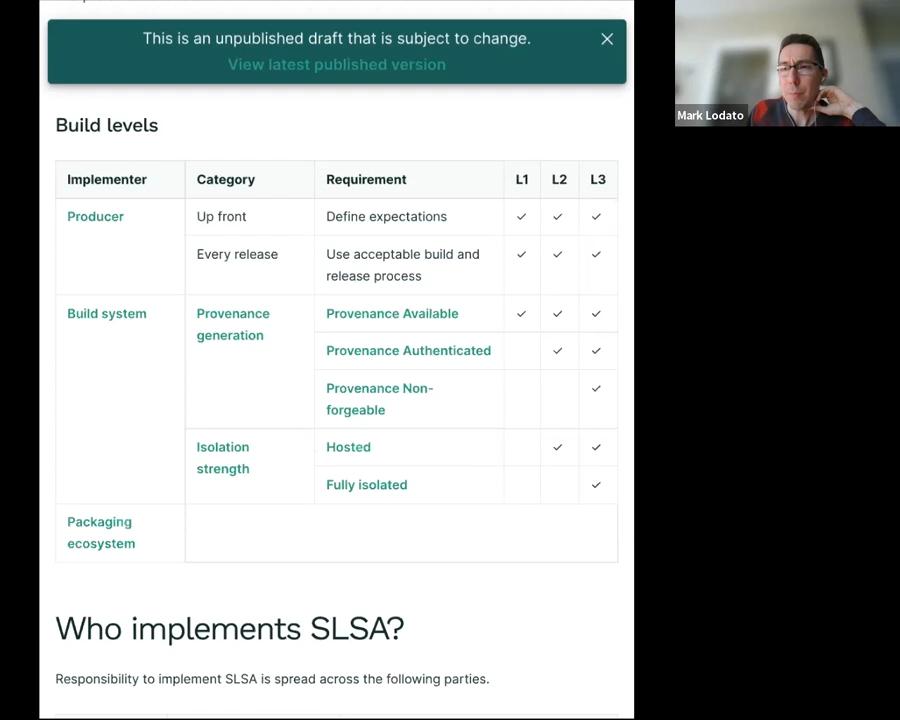 This is an unpublished draft that is subject to change.
View latest published version
Mark Lodato
Build levels
Implementer Category Requirement L1 L2 L3
Producer Up front Define expectations ✓ ✓ ✓
Every release Use acceptable build and ✓ ✓ ✓
release process
Build system Provenance Provenance Available ✓ ✓ ✓
generation
Provenance Authenticated ✓ ✓
Provenance Non- ✓
forgeable
Isolation Hosted ✓ ✓
strength
Fully isolated ✓
Packaging
ecosystem
Who implements SLSA?
Responsibility to implement SLSA is spread across the following parties.